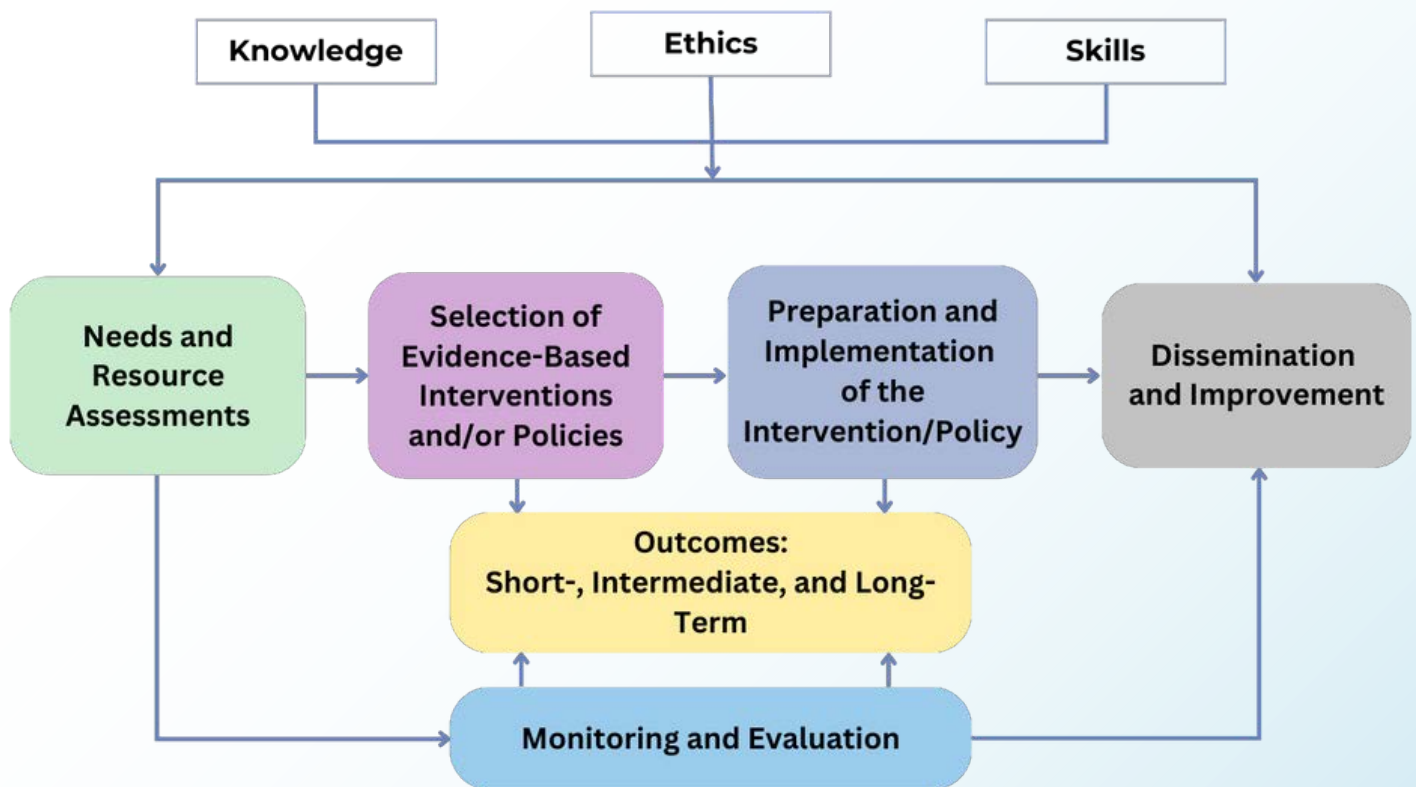 Knowledge
Ethics
Skills
Needs and
Resource
Assessments
Selection of
Evidence-Based
Interventions
and/or Policies
Preparation and
Implementation
of the
Intervention/Policy
Dissemination
and Improvement
Outcomes:
Short-, Intermediate, and Long-
Term
Monitoring and Evaluation